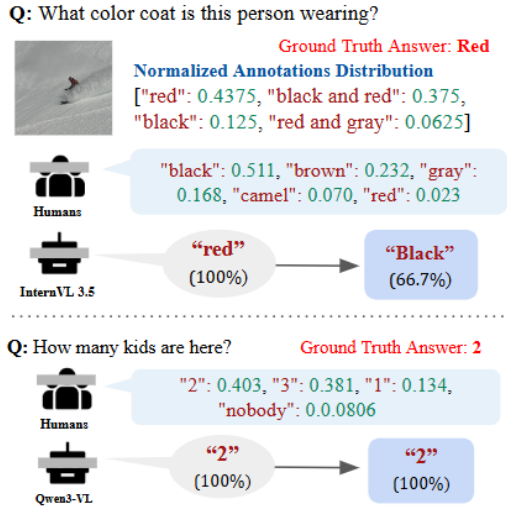 Q: What color coat is this person wearing?
Ground Truth Answer: Red
Normalized Annotations Distribution
["red": 0.4375, "black and red": 0.375,
"black": 0.125, "red and gray": 0.0625]
"black": 0.511, "brown": 0.232, "gray":
0.168, "camel": 0.070, "red": 0.023
Humans
“red”
(100%)
“Black”
(66.7%)
InternVL 3.5
Q: How many kids are here?
Ground Truth Answer: 2
"2": 0.403, "3": 0.381, "1": 0.134,
"nobody": 0.0.0806
Humans
“2”
(100%)
“2”
(100%)
Qwen3-VL